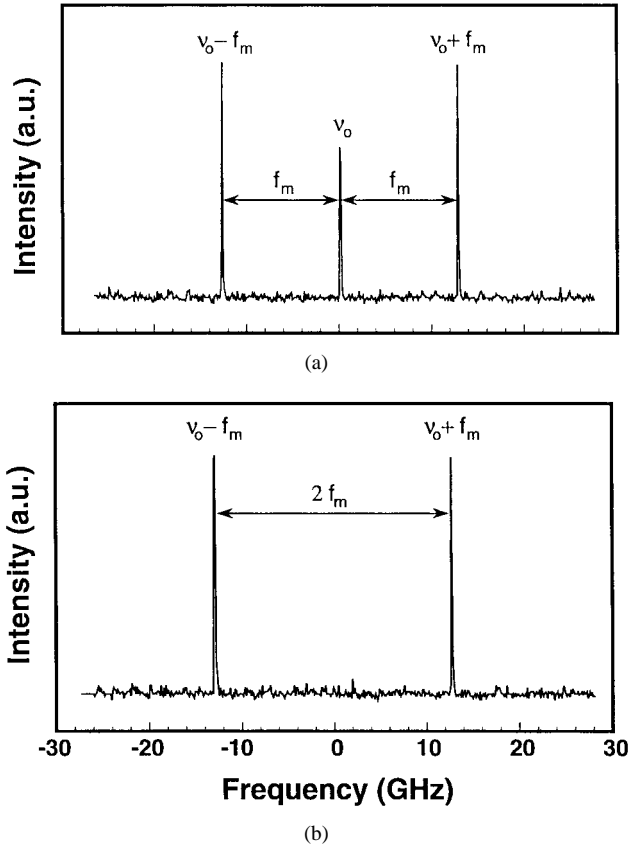 Intensity (a.u.)
νo− fm
νo
νo+ fm
fm
fm
(a)
Intensity (a.u.)
νo− fm
νo+ fm
2 fm
-30
-20
-10
0
10
20
30
Frequency (GHz)
(b)